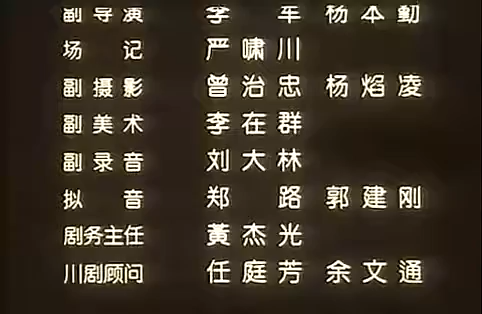 副导演 李军 杨本勤
场记 严啸川
副摄影 曾治忠 杨焰凌
副美术 李在群
副录音 刘大林
拟音 郑路 郭建刚
剧务主任 黄杰光
川剧顾问 任庭芳 余文通